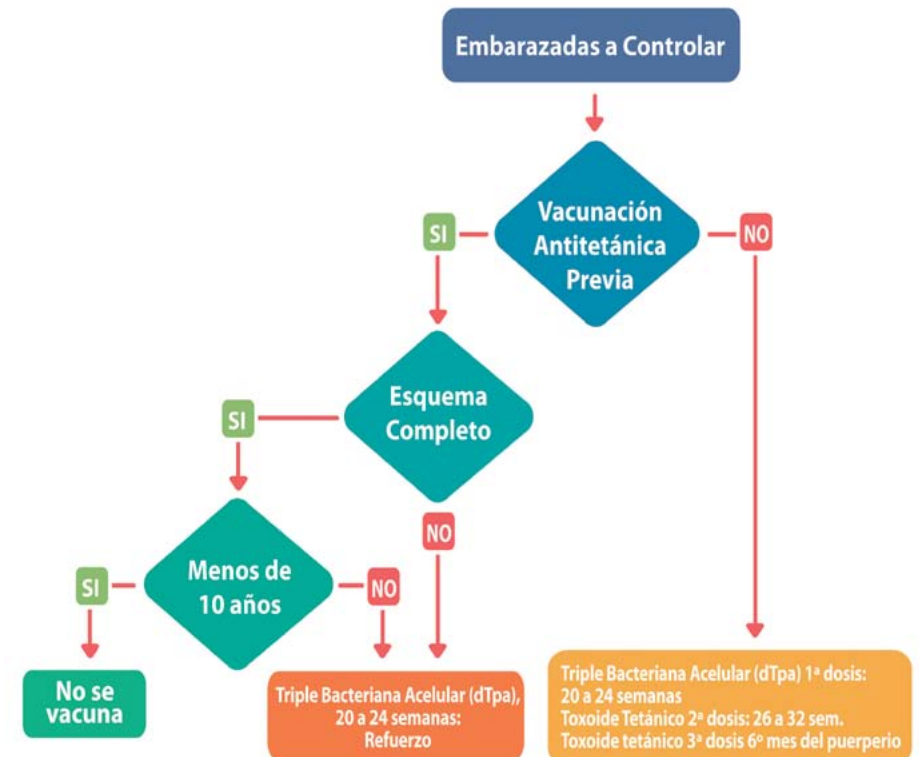 Embarazadas a Controlar
Vacunación
Antitetánica
Previa
SI
NO
Esquema
Completo
SI
NO
Menos de
10 años
SI
NO
No se
vacuna
Triple Bacteriana Acelular (dTpa),
20 a 24 semanas:
Refuerzo
Triple Bacteriana Acelular (dTpa) 1ª dosis:
20 a 24 semanas
Toxoide Tetánico 2ª dosis: 26 a 32 sem.
Toxoide tetánico 3ª dosis 6º mes del puerperio